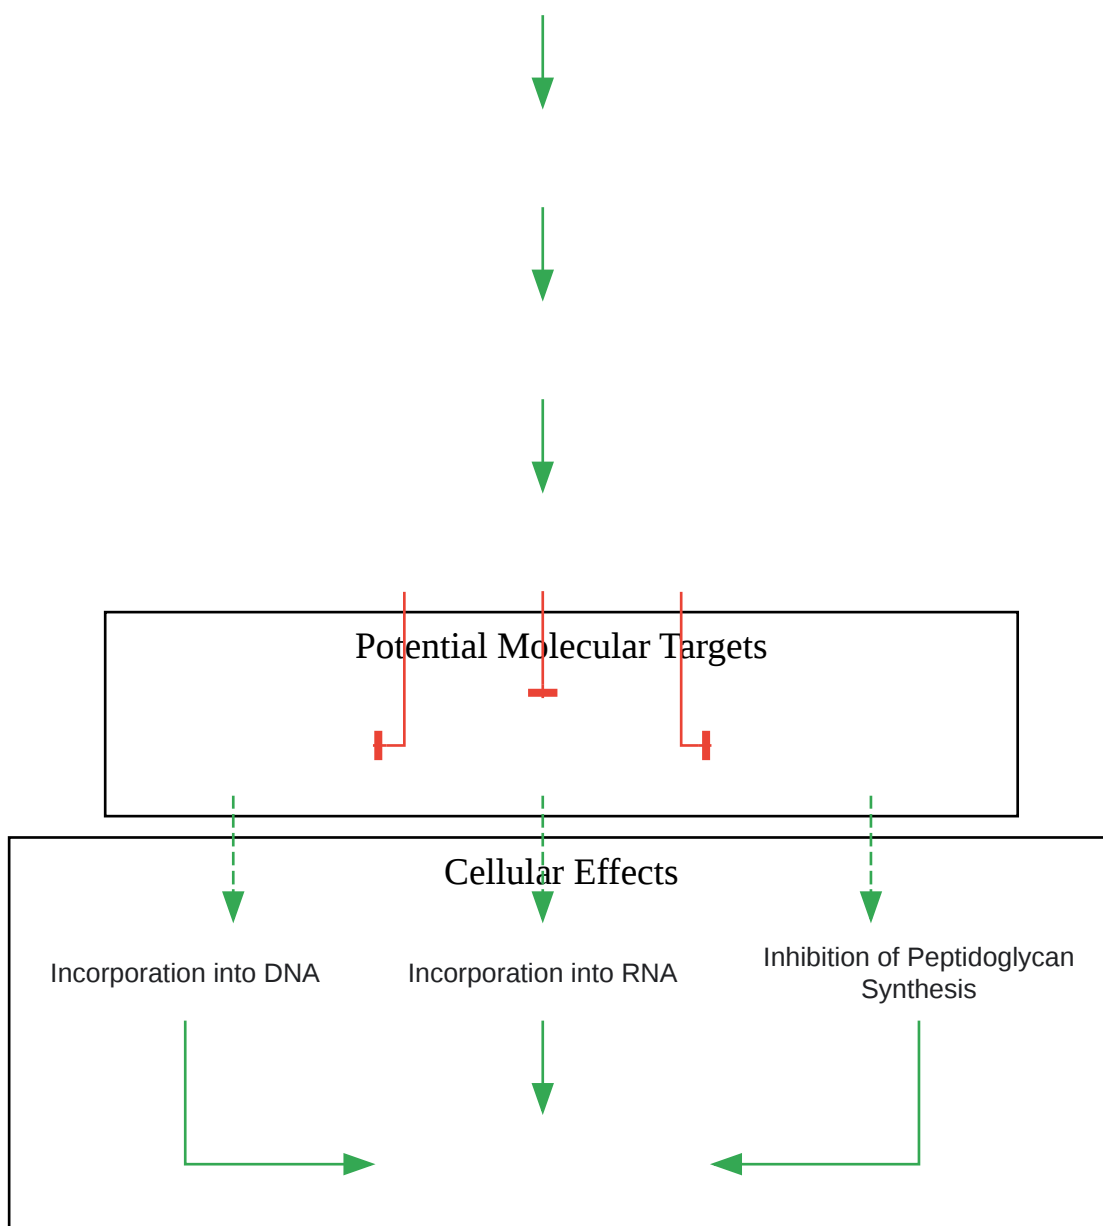 Potential Molecular Targets
Cellular Effects
Incorporation into DNA
Incorporation into RNA
Inhibition of Peptidoglycan
Synthesis